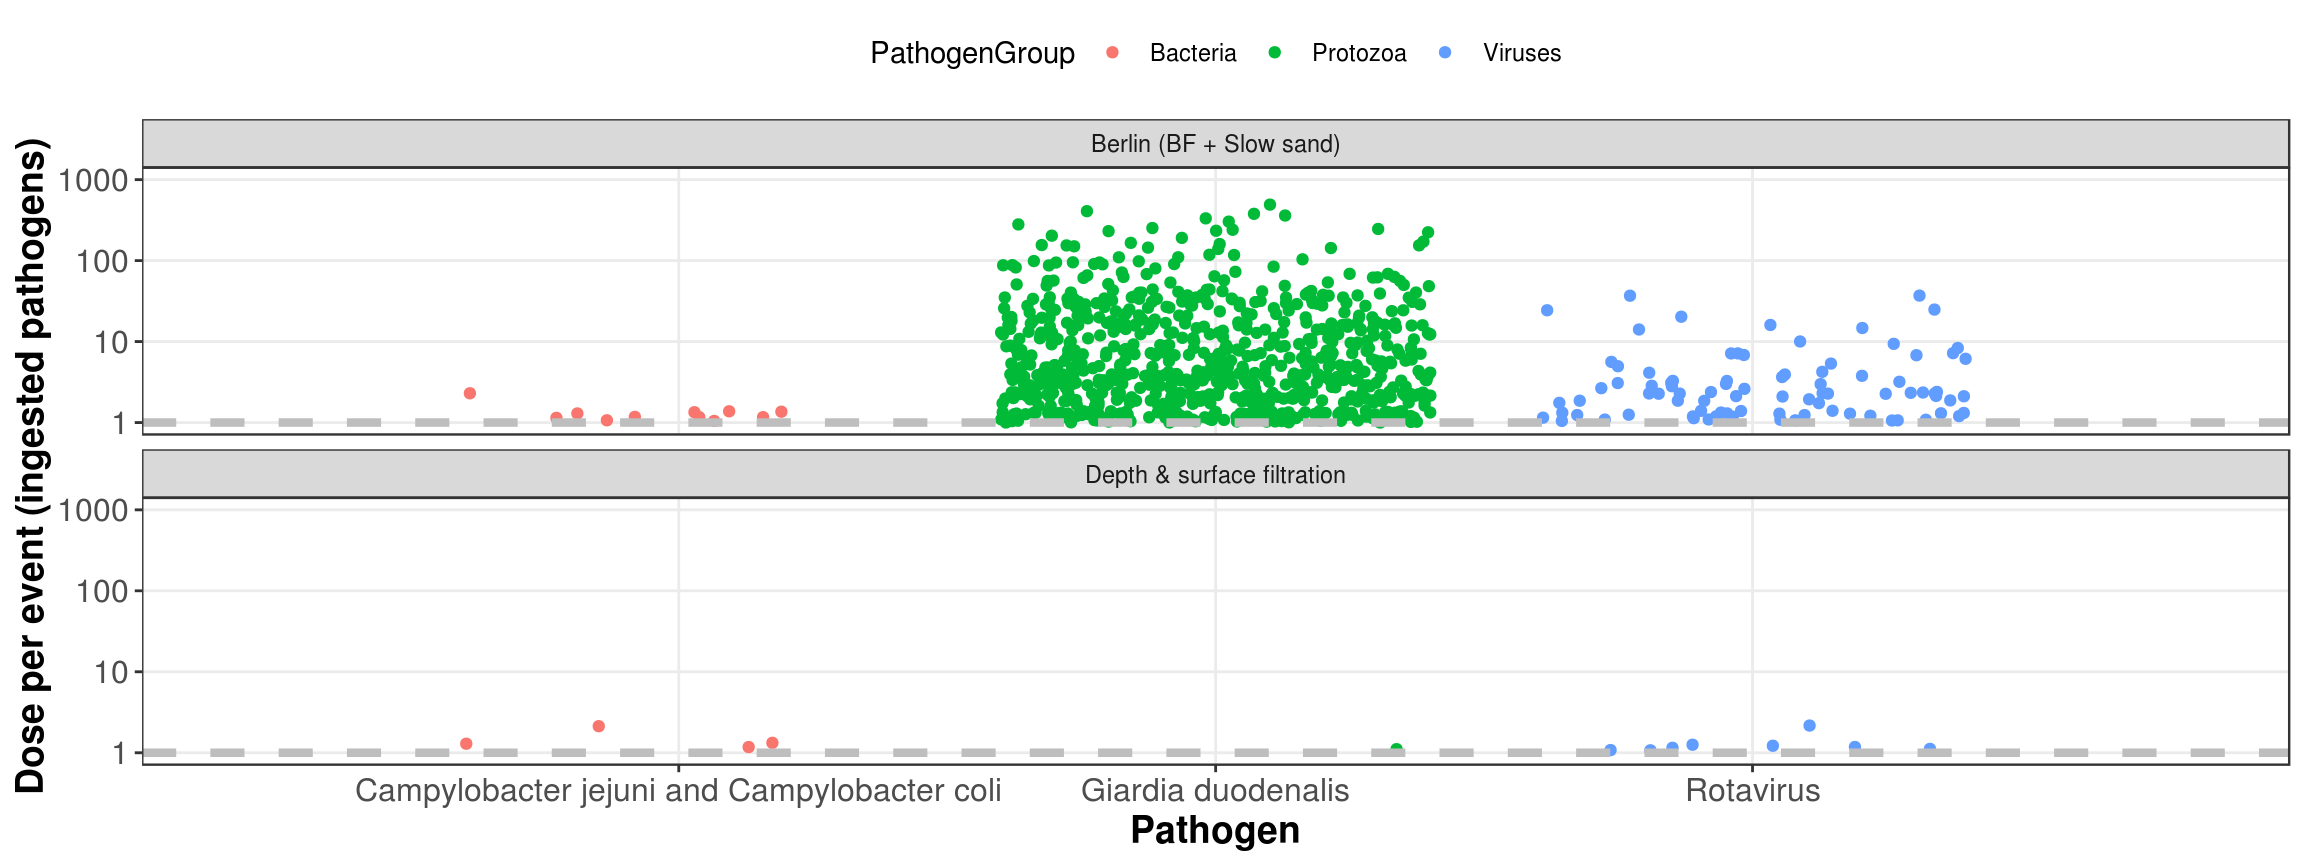 PathogenGroup Bacteria Protozoa Viruses
Berlin (BF + Slow sand)
1000
100
10
1
Depth & surface filtration
1000
100
10
1
Dose per event (ingested pathogens)
Campylobacter jejuni and Campylobacter coli Giardia duodenalis Rotavirus
Pathogen